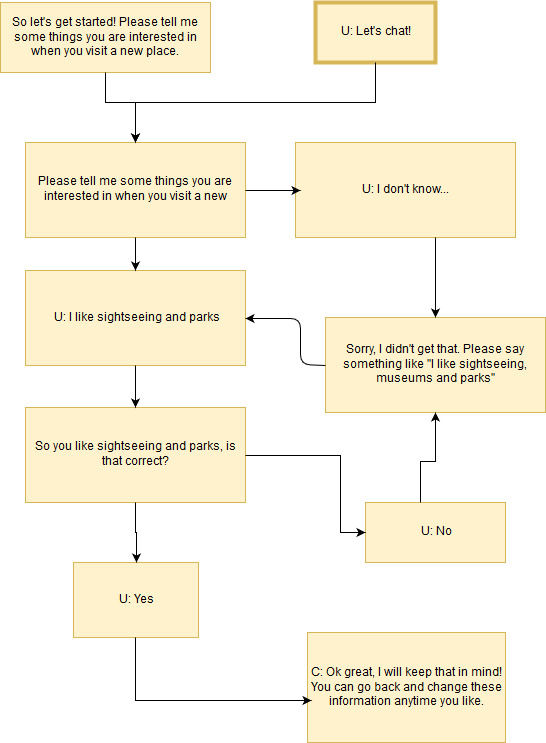 So let's get started! Please tell me
some things you are interested in
when you visit a new place.
U: Let's chat!
Please tell me some things you are
interested in when you visit a new
U: I don't know...
U: I like sightseeing and parks
Sorry, I didn't get that. Please say
something like "I like sightseeing,
museums and parks"
So you like sightseeing and parks, is
that correct?
U: No
U: Yes
C: Ok great, I will keep that in mind!
You can go back and change these
information anytime you like.